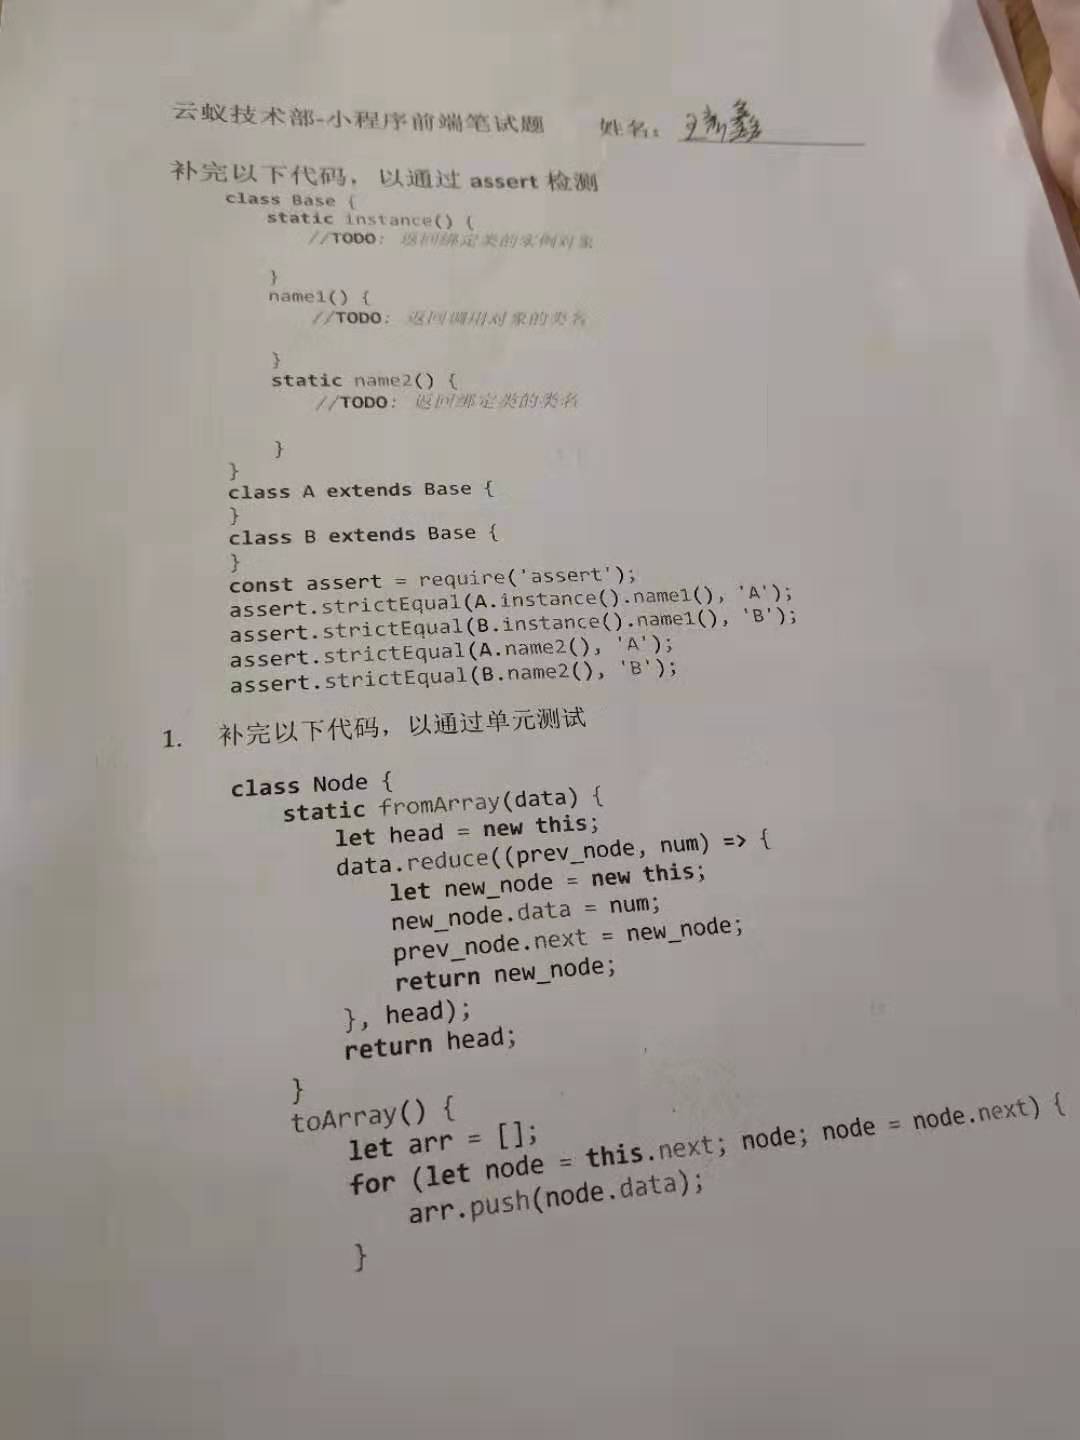 云蚁技术部-小程序前端笔试题 姓名：
补完以下代码，以通过 assert 检测
class Base {
static instance() {
//TODO: 返回绑定类的实例对象
}
name1() {
//TODO: 返回调用对象的类名
}
static name2() {
//TODO: 返回绑定类的类名
}
}
class A extends Base {
}
class B extends Base {
}
const assert = require('assert');
assert.strictEqual(A.instance().name1(), 'A');
assert.strictEqual(B.instance().name1(), 'B');
assert.strictEqual(A.name2(), 'A');
assert.strictEqual(B.name2(), 'B');
1. 补完以下代码，以通过单元测试
class Node {
static fromArray(data) {
let head = new this;
data.reduce((prev_node, num) => {
let new_node = new this;
new_node.data = num;
prev_node.next = new_node;
return new_node;
}, head);
return head;
}
toArray() {
let arr = [];
for (let node = this.next; node; node = node.next) {
arr.push(node.data);
}